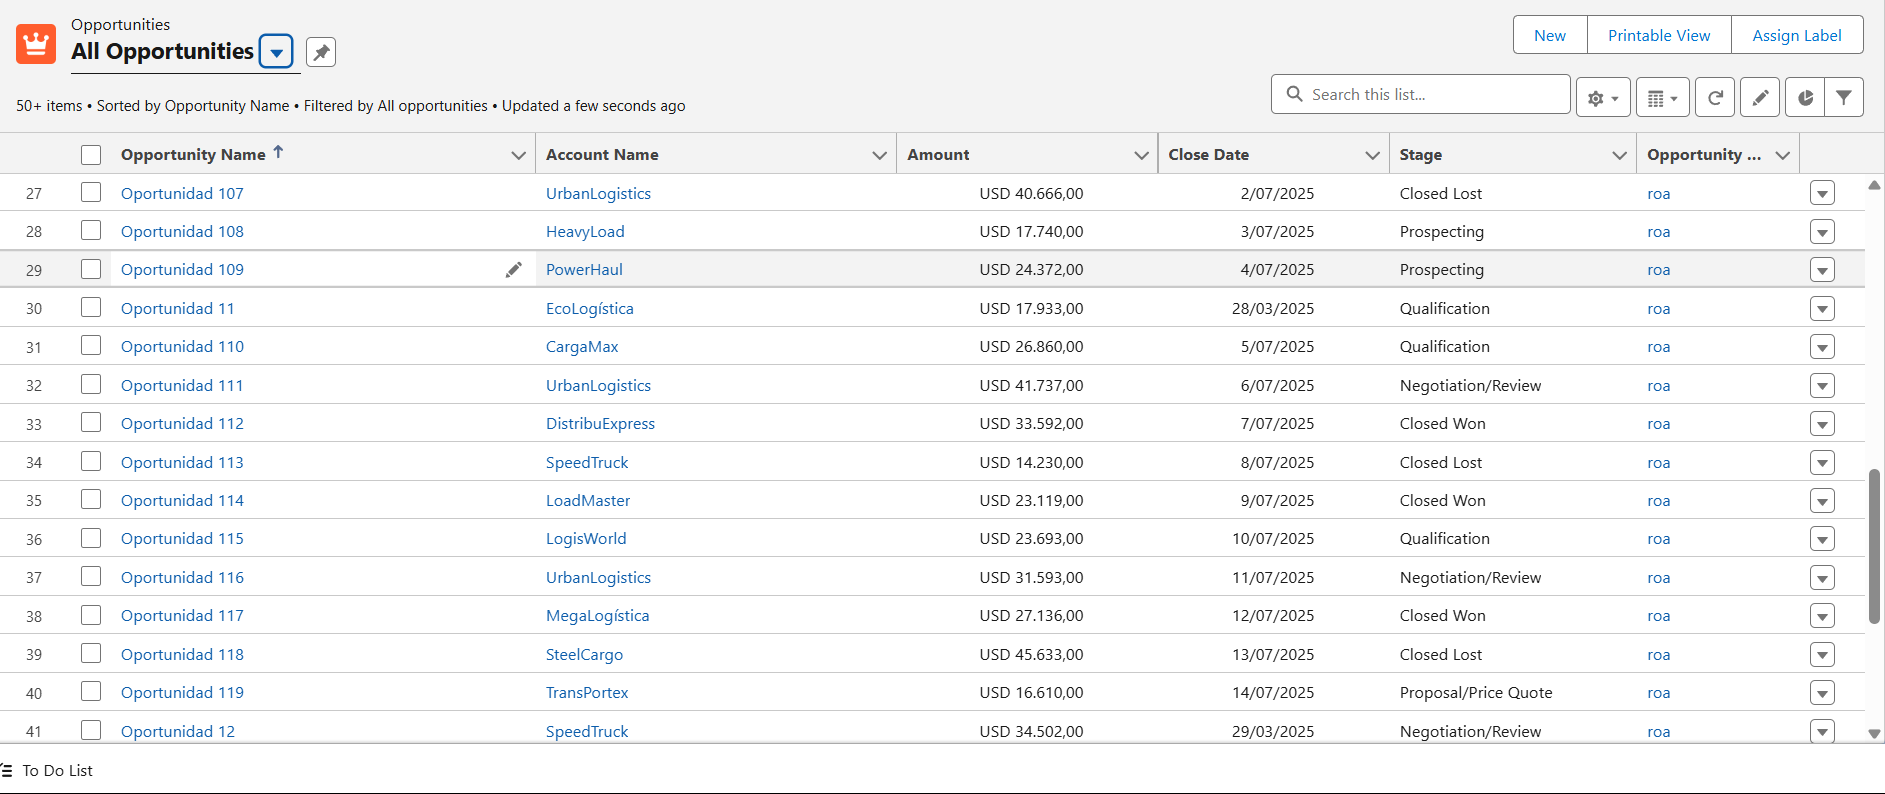 Opportunities
All Opportunities
New Printable View Assign Label
50+ items • Sorted by Opportunity Name • Filtered by All opportunities • Updated a few seconds ago
Search this list...
Opportunity Name Account Name Amount Close Date Stage Opportunity ...
27 Oportunidad 107 UrbanLogistics USD 40.666,00 2/07/2025 Closed Lost roa
28 Oportunidad 108 HeavyLoad USD 17.740,00 3/07/2025 Prospecting roa
29 Oportunidad 109 PowerHaul USD 24.372,00 4/07/2025 Prospecting roa
30 Oportunidad 11 EcoLogística USD 17.933,00 28/03/2025 Qualification roa
31 Oportunidad 110 CargaMax USD 26.860,00 5/07/2025 Qualification roa
32 Oportunidad 111 UrbanLogistics USD 41.737,00 6/07/2025 Negotiation/Review roa
33 Oportunidad 112 DistribuExpress USD 33.592,00 7/07/2025 Closed Won roa
34 Oportunidad 113 SpeedTruck USD 14.230,00 8/07/2025 Closed Lost roa
35 Oportunidad 114 LoadMaster USD 23.119,00 9/07/2025 Closed Won roa
36 Oportunidad 115 LogisWorld USD 23.693,00 10/07/2025 Qualification roa
37 Oportunidad 116 UrbanLogistics USD 31.593,00 11/07/2025 Negotiation/Review roa
38 Oportunidad 117 MegaLogística USD 27.136,00 12/07/2025 Closed Won roa
39 Oportunidad 118 SteelCargo USD 45.633,00 13/07/2025 Closed Lost roa
40 Oportunidad 119 TransPortex USD 16.610,00 14/07/2025 Proposal/Price Quote roa
41 Oportunidad 12 SpeedTruck USD 34.502,00 29/03/2025 Negotiation/Review roa
To Do List